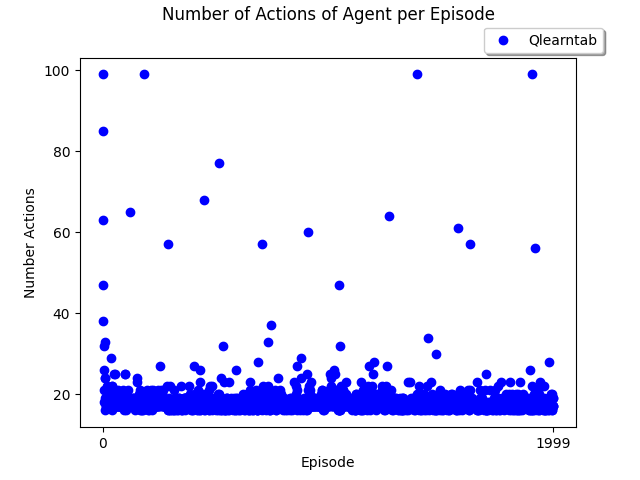 Number of Actions of Agent per Episode
Qlearntab
100
80
60
40
20
Number Actions
0
1999
Episode